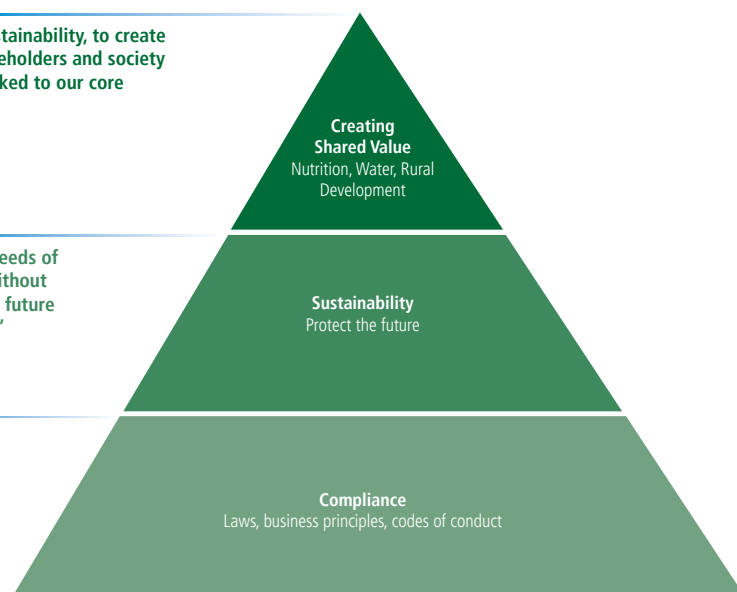 stainability, to create
eholders and society
ked to our core
Creating
Shared Value
Nutrition, Water, Rural
Development
eeds of
ithout
future
”
Sustainability
Protect the future
Compliance
Laws, business principles, codes of conduct